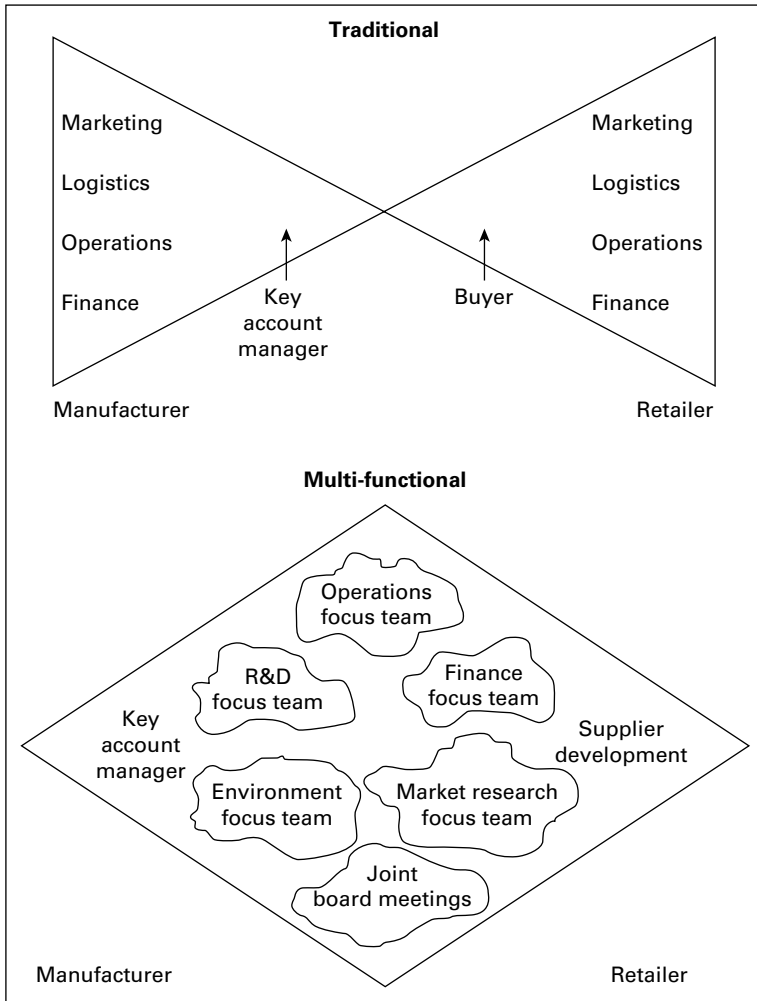 Traditional
Marketing
Logistics
Operations
Finance
Key
account
manager
Buyer
Marketing
Logistics
Operations
Finance
Manufacturer
Retailer
Multi-functional
Operations
focus team
R&D
focus team
Finance
focus team
Key
account
manager
Supplier
development
Environment
focus team
Market research
focus team
Joint
board meetings
Manufacturer
Retailer